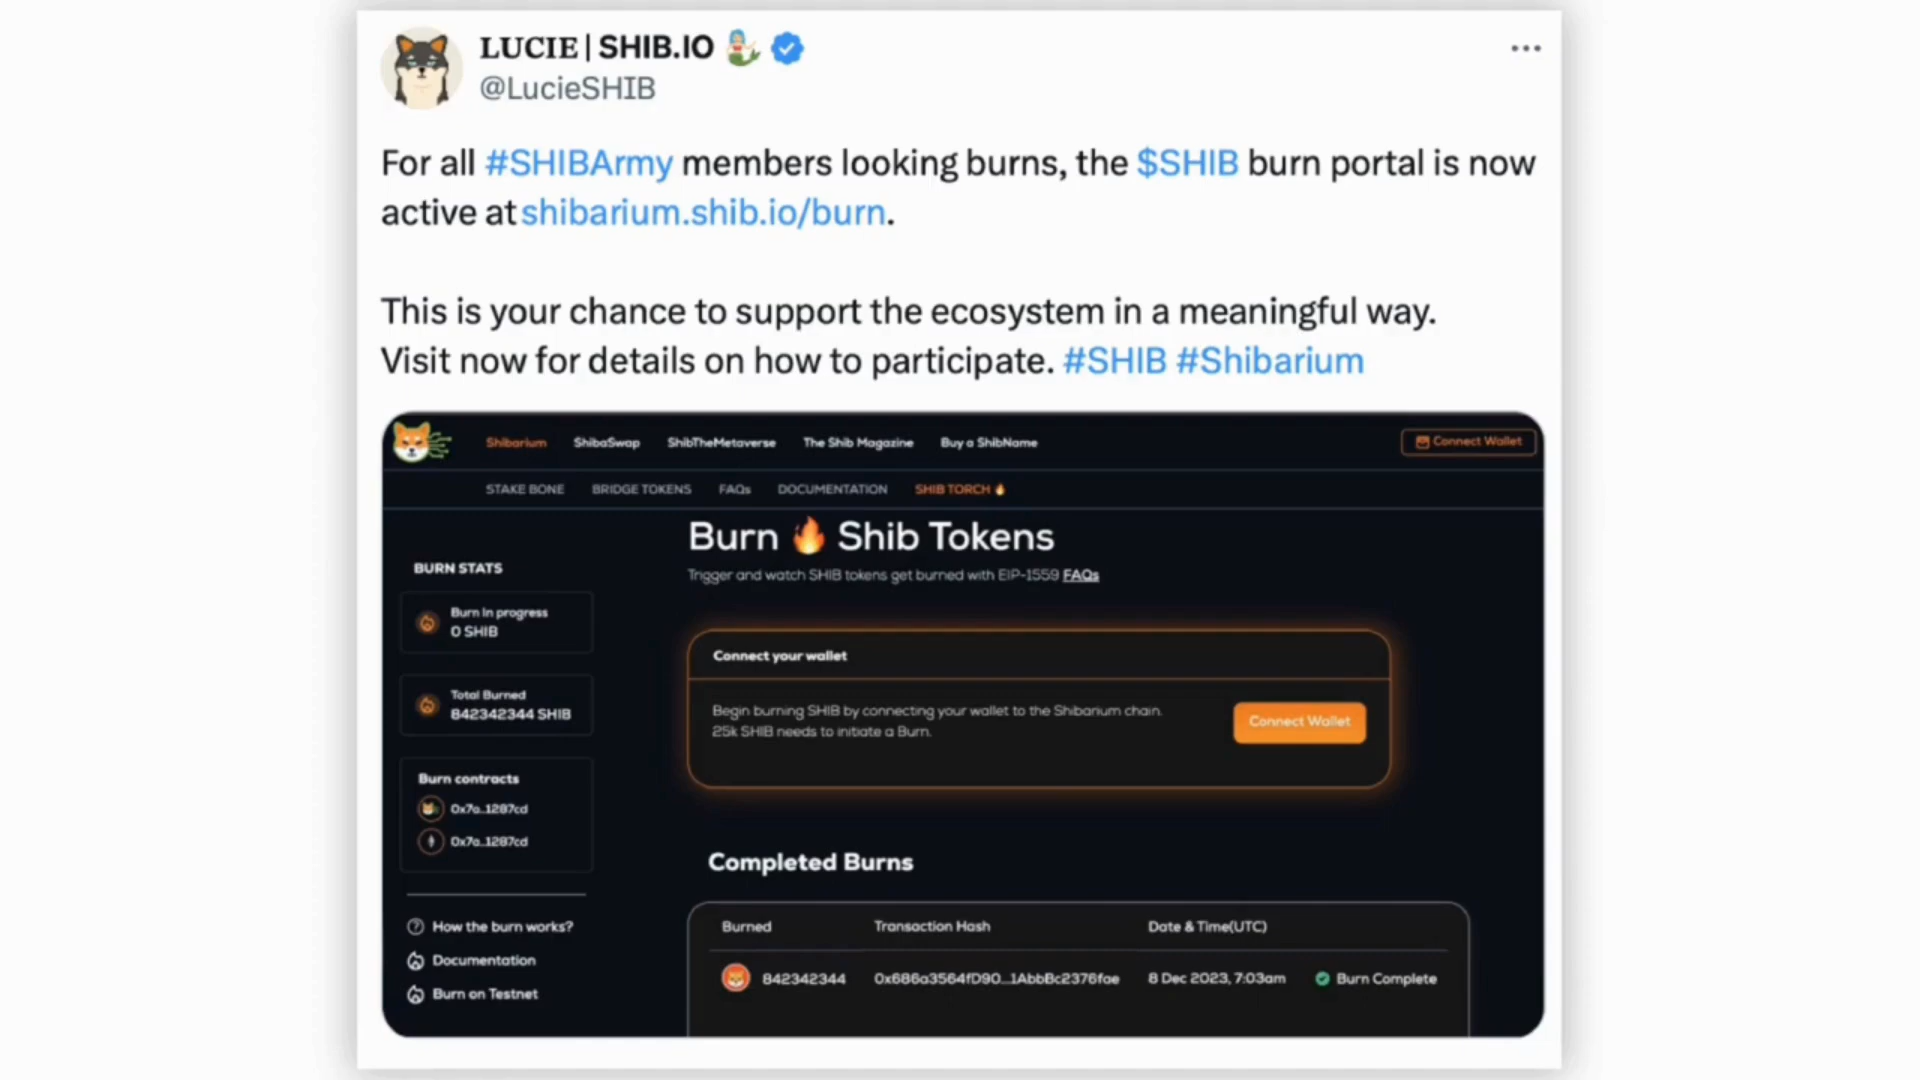 LUCIE | SHIB.IO
@LucieSHIB
For all #SHIBArmy members looking burns, the $SHIB burn portal is now
active at shibarium.shib.io/burn.
This is your chance to support the ecosystem in a meaningful way.
Visit now for details on how to participate. #SHIB #Shibarium
Shibarium ShibaSwap ShibTheMetaverse The Shib Magazine Buy a ShibName Connect Wallet
STAKE BONE BRIDGE TOKENS FAQs DOCUMENTATION SHIB TORCH
Burn Shib Tokens
Trigger and watch SHIB tokens get burned with EIP-1559 FAQs
BURN STATS
Burn In progress
0 SHIB
Total Burned
842342344 SHIB
Burn contracts
0x7a...1287cd
0x7a...1287cd
How the burn works?
Documentation
Burn on Testnet
Connect your wallet
Begin burning SHIB by connecting your wallet to the Shibarium chain.
25k SHIB needs to initiate a Burn.
Connect Wallet
Completed Burns
Burned Transaction Hash Date & Time(UTC)
842342344 0x686a3564fD90...1AbbBc2376fae 8 Dec 2023, 7:03am Burn Complete